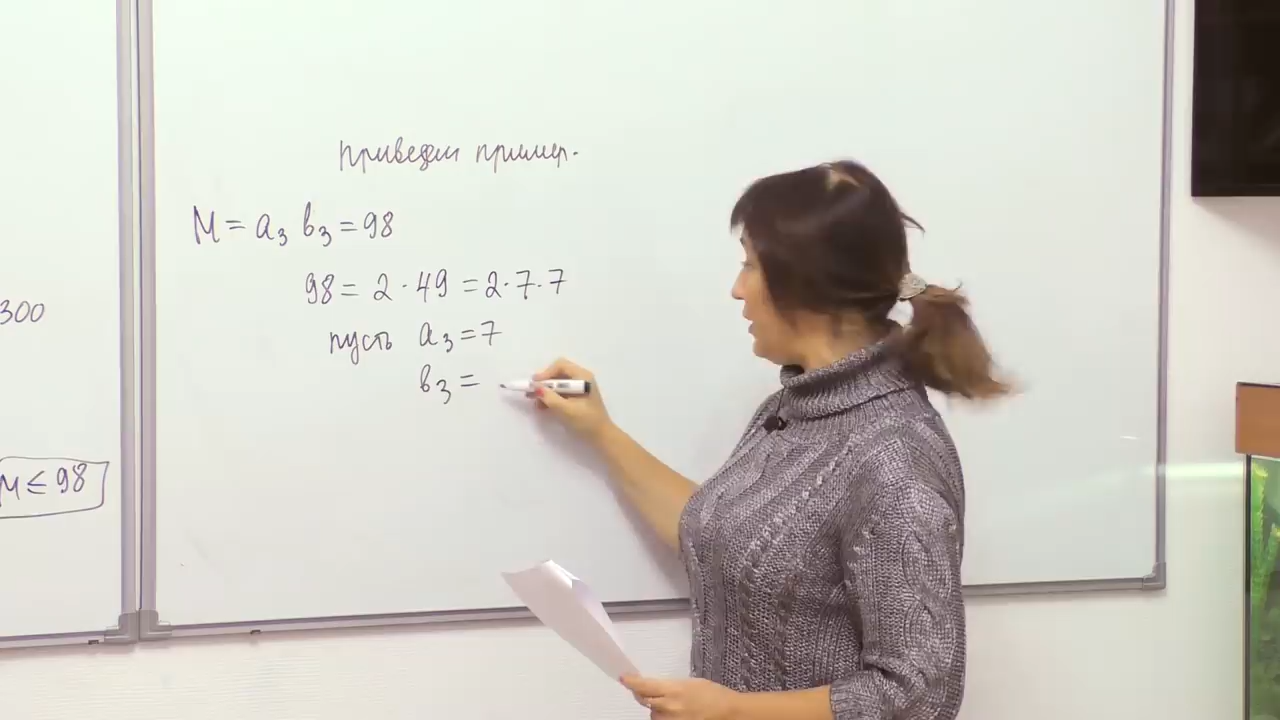 300
M ≤ 98
Приведем пример.
M = a₃ b₃ = 98
98 = 2 · 49 = 2 · 7 · 7
пусть a₃ = 7
b₃ =